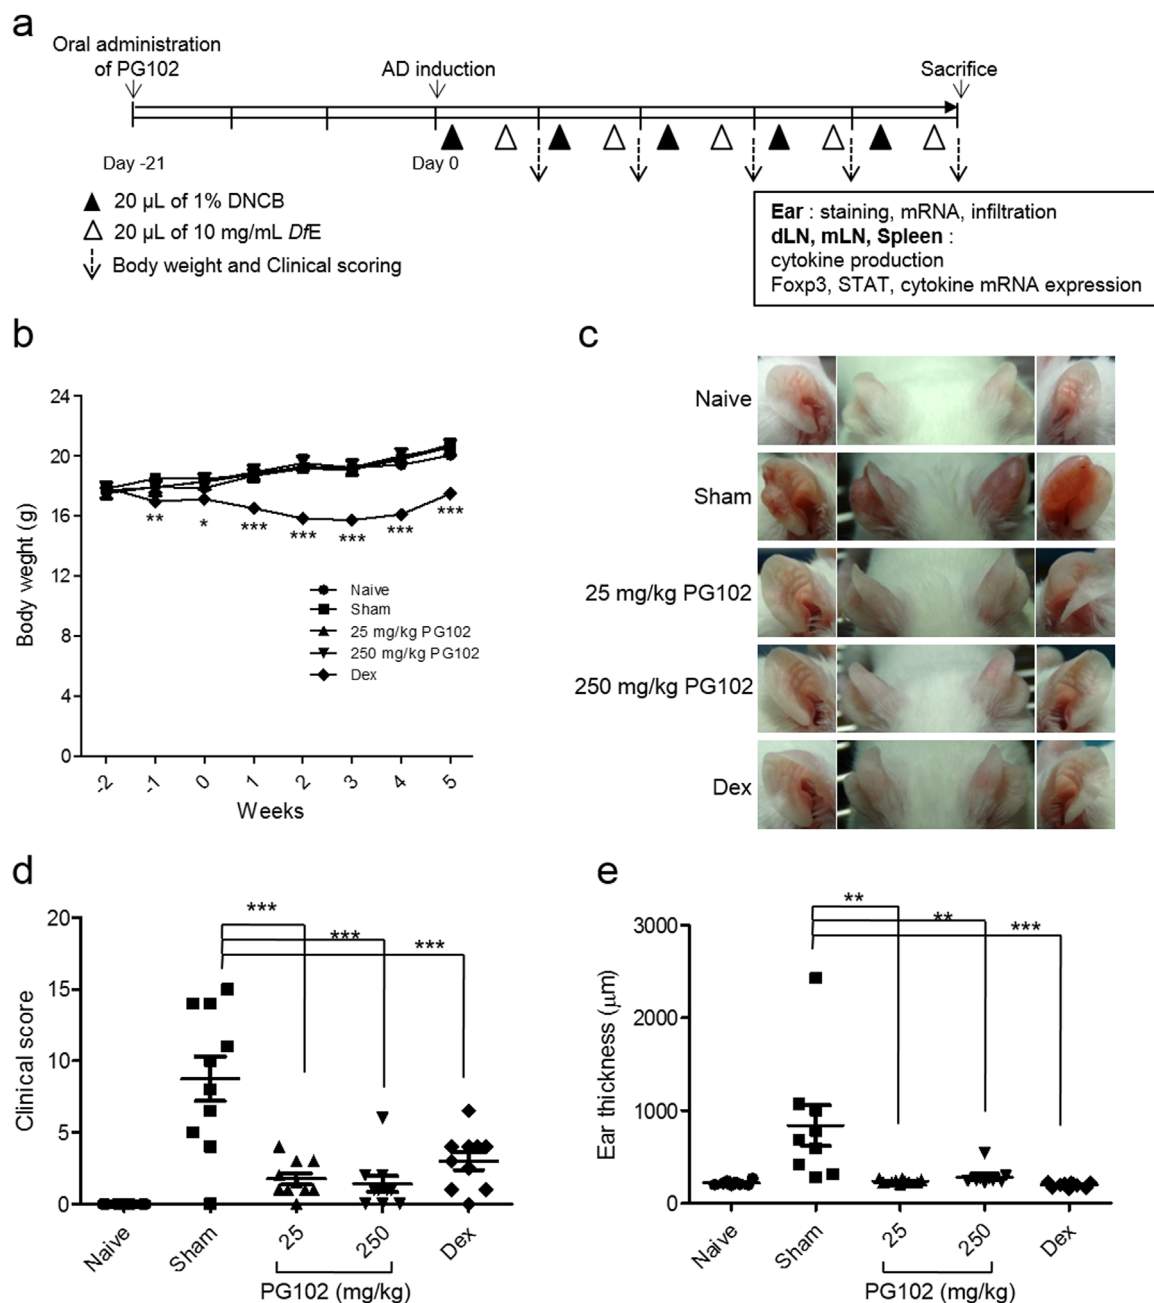 a
Oral administration
of PG102
AD induction
Sacrifice
Day -21
Day 0
20 µL of 1% DNCB
20 µL of 10 mg/mL DfE
Body weight and Clinical scoring
Ear : staining, mRNA, infiltration
dLN, mLN, Spleen :
cytokine production
Foxp3, STAT, cytokine mRNA expression
b
Body weght (g)
24
20
16
12
8
4
0
** * *** *** *** *** ***
Naive
Sham
25 mg/kg PG102
250 mg/kg PG102
Dex
-2 -1 0 1 2 3 4 5
Weeks
c
Naive
Sham
25 mg/kg PG102
250 mg/kg PG102
Dex
d
Clinical score
20
15
10
5
0
***
***
***
Naive Sham 25 250 Dex
PG102 (mg/kg)
e
Ear thickness (µm)
3000
2000
1000
0
**
**
***
Naive Sham 25 250 Dex
PG102 (mg/kg)